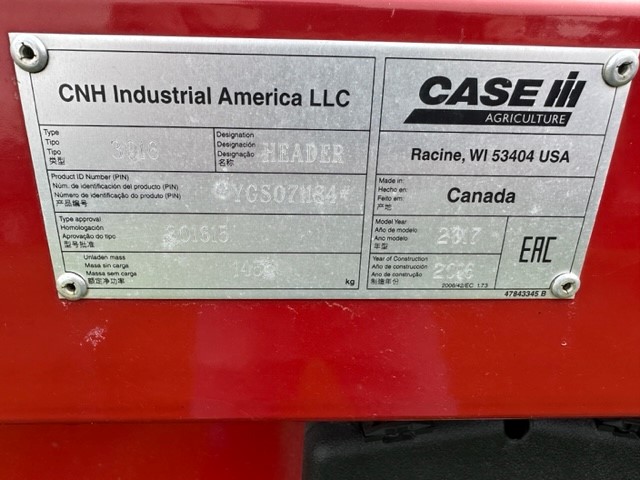 CNH Industrial America LLC
Type
Tipo
Tipo
类型
Designation
Designación
Designação
名称
HEADER
Product ID Number (PIN)
Núm. de identificación del producto (PIN)
Número de identificação do produto (PIN)
产品编号
Type approval
Homologación
Aprovação do tipo
型号批准
Unladen mass
Masa sin carga
Massa sem carga
额定净功率
kg
CASE IH
AGRICULTURE
Racine, WI 53404 USA
Made in:
Hecho en:
Feito em:
产地
Canada
Model Year
Año de modelo
Ano modelo
年型
2017
Year of Construction
Año de construcción
Ano de construção
制造年份
2016
EAC
2006/42/EC 1.73
47843345 B